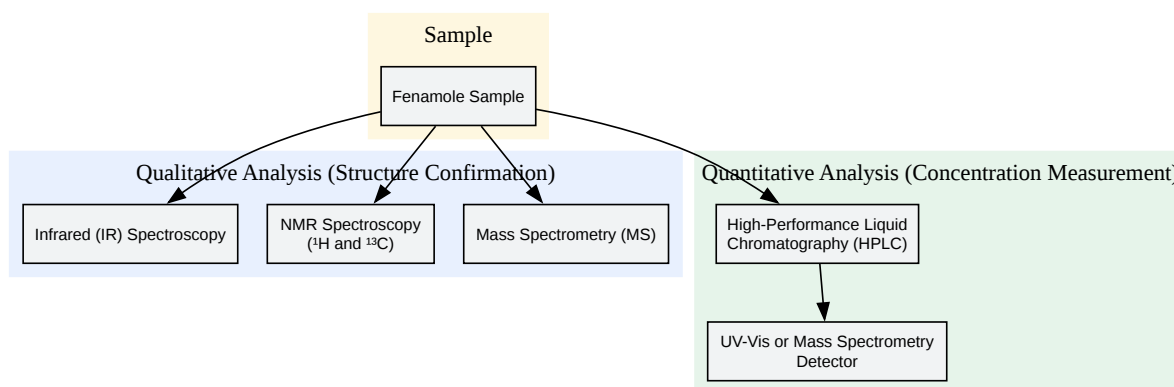 Sample
Fenamole Sample
Qualitative Analysis (Structure Confirmation)
Quantitative Analysis (Concentration Measurement)
Infrared (IR) Spectroscopy
NMR Spectroscopy
(¹H and ¹³C)
Mass Spectrometry (MS)
High-Performance Liquid
Chromatography (HPLC)
UV-Vis or Mass Spectrometry
Detector